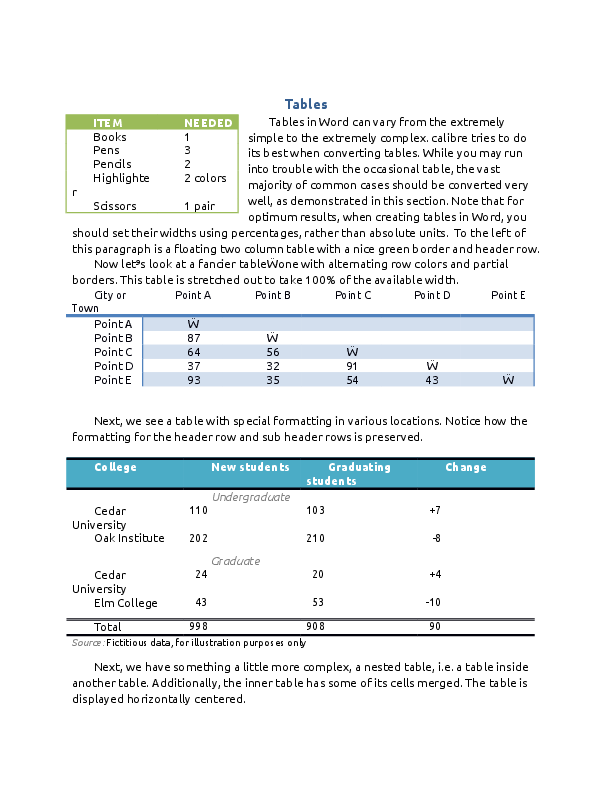 Tables
ITEM NEEDED
Books 1
Pens 3
Pencils 2
Highlighte 2 colors
r
Scissors 1 pair
Tables in Word can vary from the extremely
simple to the extremely complex. calibre tries to do
its best when converting tables. While you may run
into trouble with the occasional table, the vast
majority of common cases should be converted very
well, as demonstrated in this section. Note that for
optimum results, when creating tables in Word, you
should set their widths using percentages, rather than absolute units. To the left of
this paragraph is a floating two column table with a nice green border and header row.
Now let⁹s look at a fancier tableẄone with alternating row colors and partial
borders. This table is stretched out to take 100% of the available width.
City or Point A Point B Point C Point D Point E
Town
Point A Ẅ
Point B 87 Ẅ
Point C 64 56 Ẅ
Point D 37 32 91 Ẅ
Point E 93 35 54 43 Ẅ
Next, we see a table with special formatting in various locations. Notice how the
formatting for the header row and sub header rows is preserved.
College New students Graduating Change
students
Undergraduate
Cedar 110 103 +7
University
Oak Institute 202 210 -8
Graduate
Cedar 24 20 +4
University
Elm College 43 53 -10
Total 998 908 90
Source: Fictitious data, for illustration purposes only
Next, we have something a little more complex, a nested table, i.e. a table inside
another table. Additionally, the inner table has some of its cells merged. The table is
displayed horizontally centered.